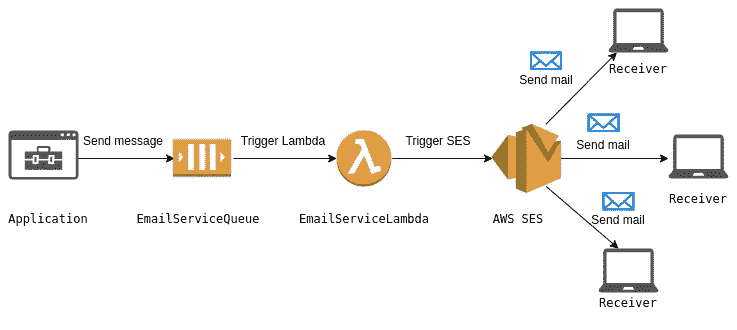 Send message
Trigger Lambda
Trigger SES
Send mail
Send mail
Send mail
Application
EmailServiceQueue
EmailServiceLambda
AWS SES
Receiver
Receiver
Receiver